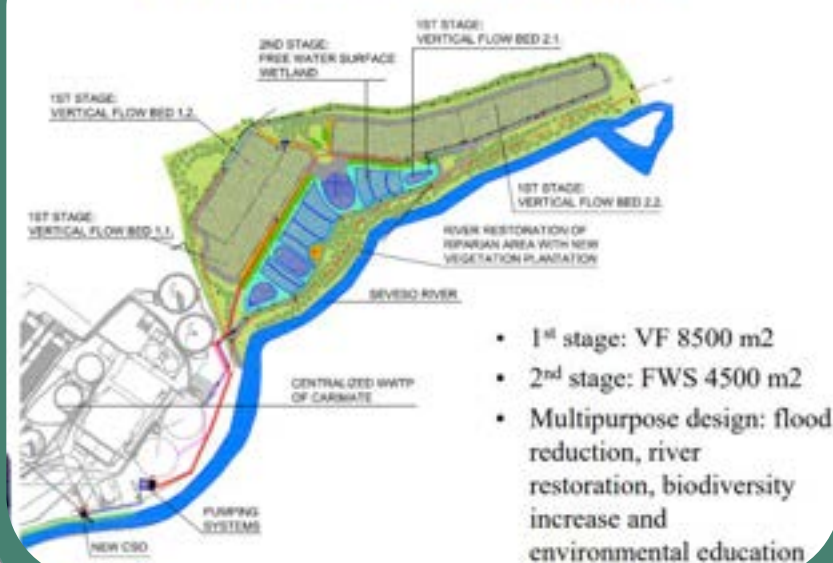 1ST STAGE:
VERTICAL FLOW BED 2.1.
2ND STAGE:
FREE WATER SURFACE
WETLAND
1ST STAGE:
VERTICAL FLOW BED 1.2.
1ST STAGE:
VERTICAL FLOW BED 2.2.
1ST STAGE:
VERTICAL FLOW BED 1.1.
RIVER RESTORATION OF
RIPARIAN AREA WITH NEW
VEGETATION PLANTATION
SEVESO RIVER
CENTRALIZED WWTP
OF CARIMATE
PUMPING
SYSTEMS
NEW CSO
• 1st stage: VF 8500 m2
• 2nd stage: FWS 4500 m2
• Multipurpose design: flood
reduction, river
restoration, biodiversity
increase and
environmental education